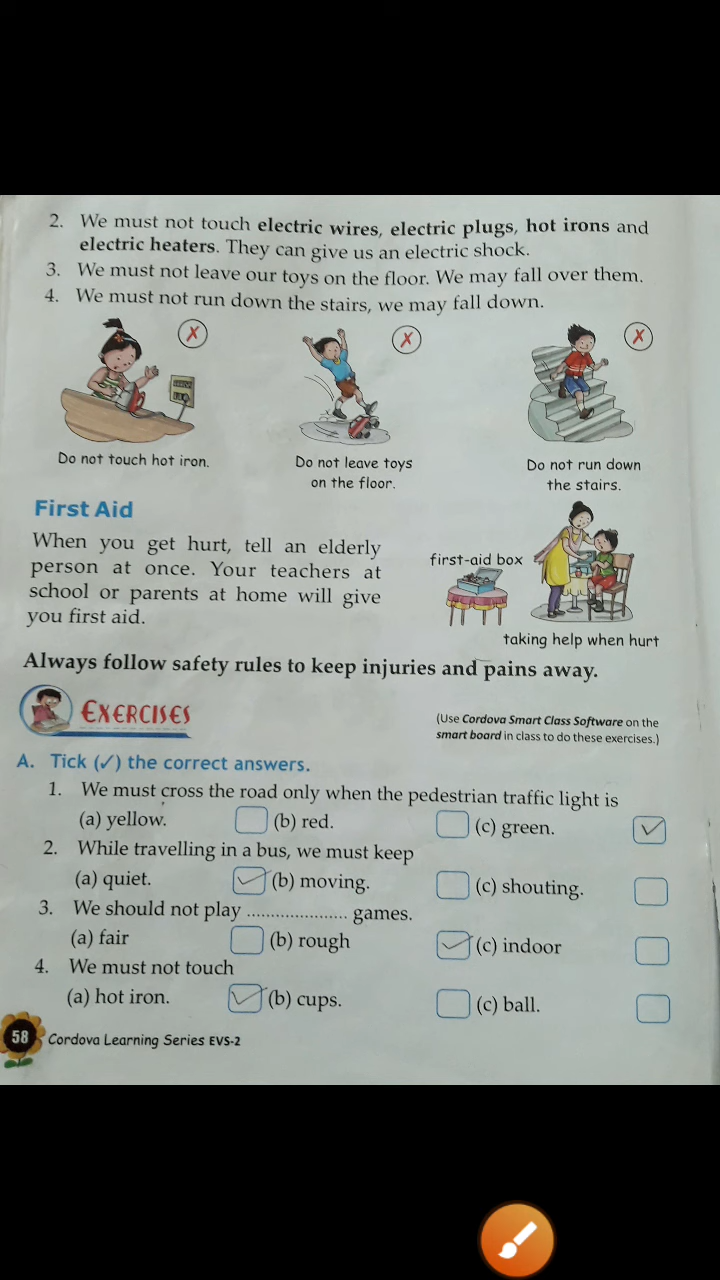 2. We must not touch electric wires, electric plugs, hot irons and
electric heaters. They can give us an electric shock.
3. We must not leave our toys on the floor. We may fall over them.
4. We must not run down the stairs, we may fall down.
Do not touch hot iron.
Do not leave toys
on the floor.
Do not run down
the stairs.
First Aid
When you get hurt, tell an elderly
person at once. Your teachers at
school or parents at home will give
you first aid.
first-aid box
taking help when hurt
Always follow safety rules to keep injuries and pains away.
EXERCISES
(Use Cordova Smart Class Software on the
smart board in class to do these exercises.)
A. Tick (✓) the correct answers.
1. We must cross the road only when the pedestrian traffic light is
(a) yellow. (b) red. (c) green. ✓
2. While travelling in a bus, we must keep
(a) quiet. ✓ (b) moving. (c) shouting.
3. We should not play ..................... games.
(a) fair (b) rough ✓ (c) indoor
4. We must not touch
(a) hot iron. ✓ (b) cups. (c) ball.
58 Cordova Learning Series EVS-2